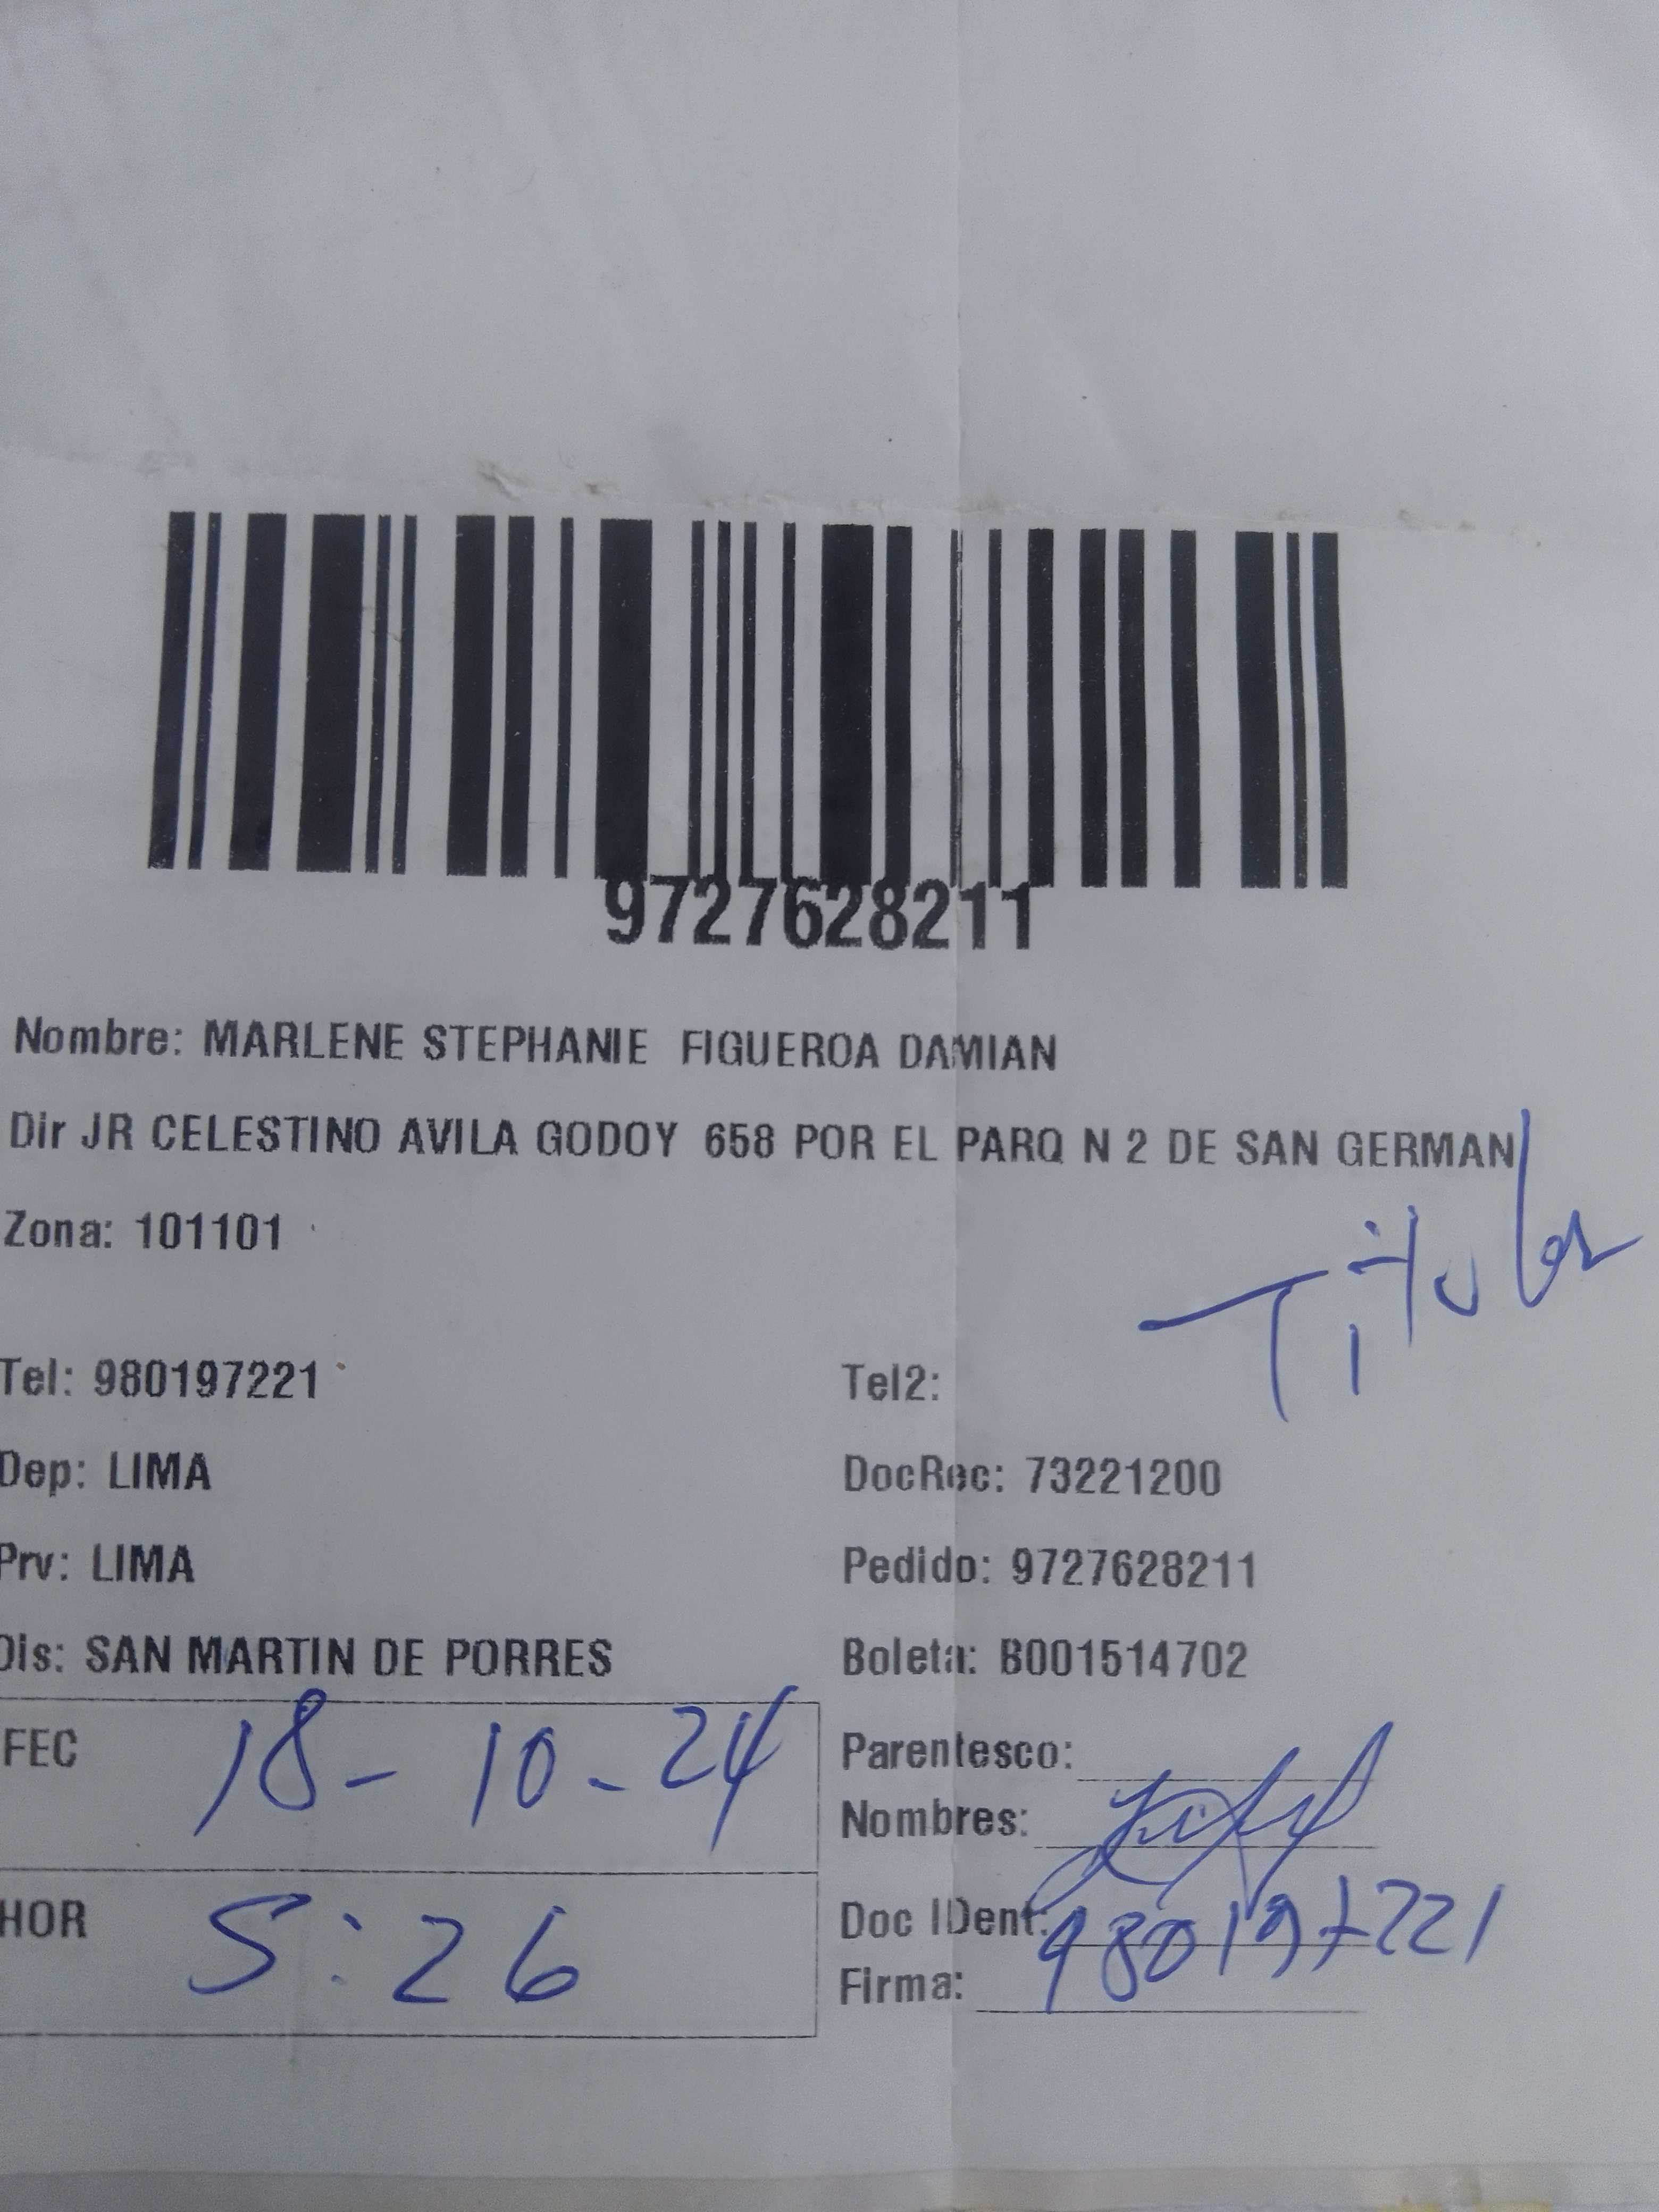 9727628211
Nombre: MARLENE STEPHANIE FIGUEROA DAMIAN
Dir JR CELESTINO AVILA GODOY 658 POR EL PARQ N 2 DE SAN GERMAN
Zona: 101101
Titular
Tel: 980197221 Tel2:
Dep: LIMA DocRec: 73221200
Prv: LIMA Pedido: 9727628211
Dis: SAN MARTIN DE PORRES Boleta: B001514702
FEC 18-10-24 Parentesco:
Nombres:
HOR 5:26 Doc IDent: 980197221
Firma: